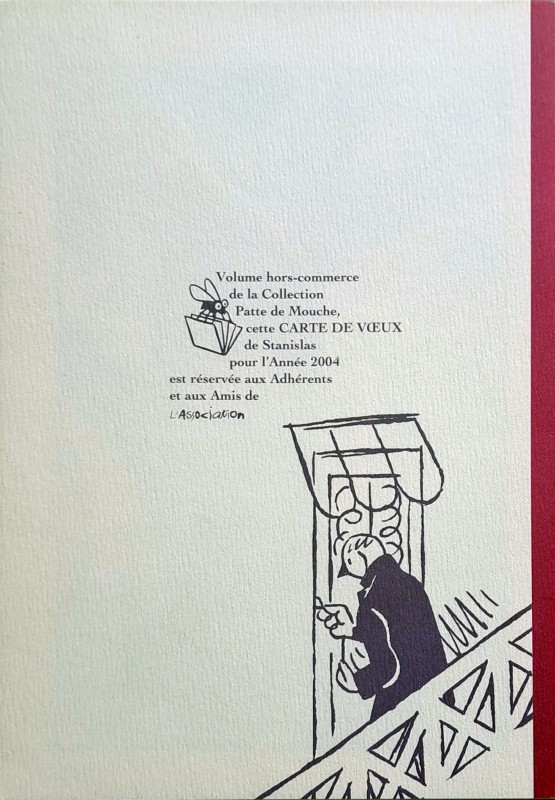 Volume hors-commerce
de la Collection
Patte de Mouche,
cette CARTE DE VŒUX
de Stanislas
pour l'Année 2004
est réservée aux Adhérents
et aux Amis de
L'Association